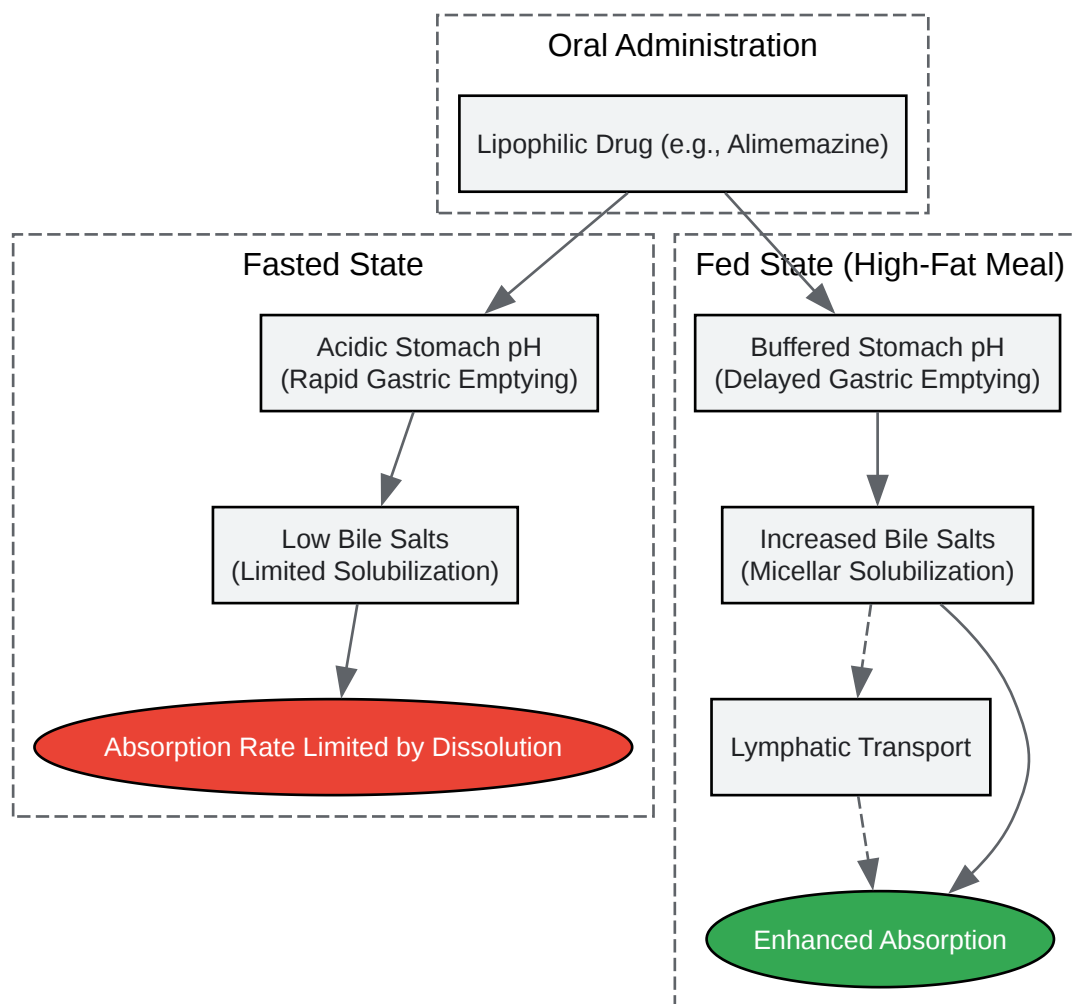 Oral Administration
Lipophilic Drug (e.g., Alimemazine)
Fasted State
Acidic Stomach pH
(Rapid Gastric Emptying)
Low Bile Salts
(Limited Solubilization)
Absorption Rate Limited by Dissolution
Fed State (High-Fat Meal)
Buffered Stomach pH
(Delayed Gastric Emptying)
Increased Bile Salts
(Micellar Solubilization)
Lymphatic Transport
Enhanced Absorption